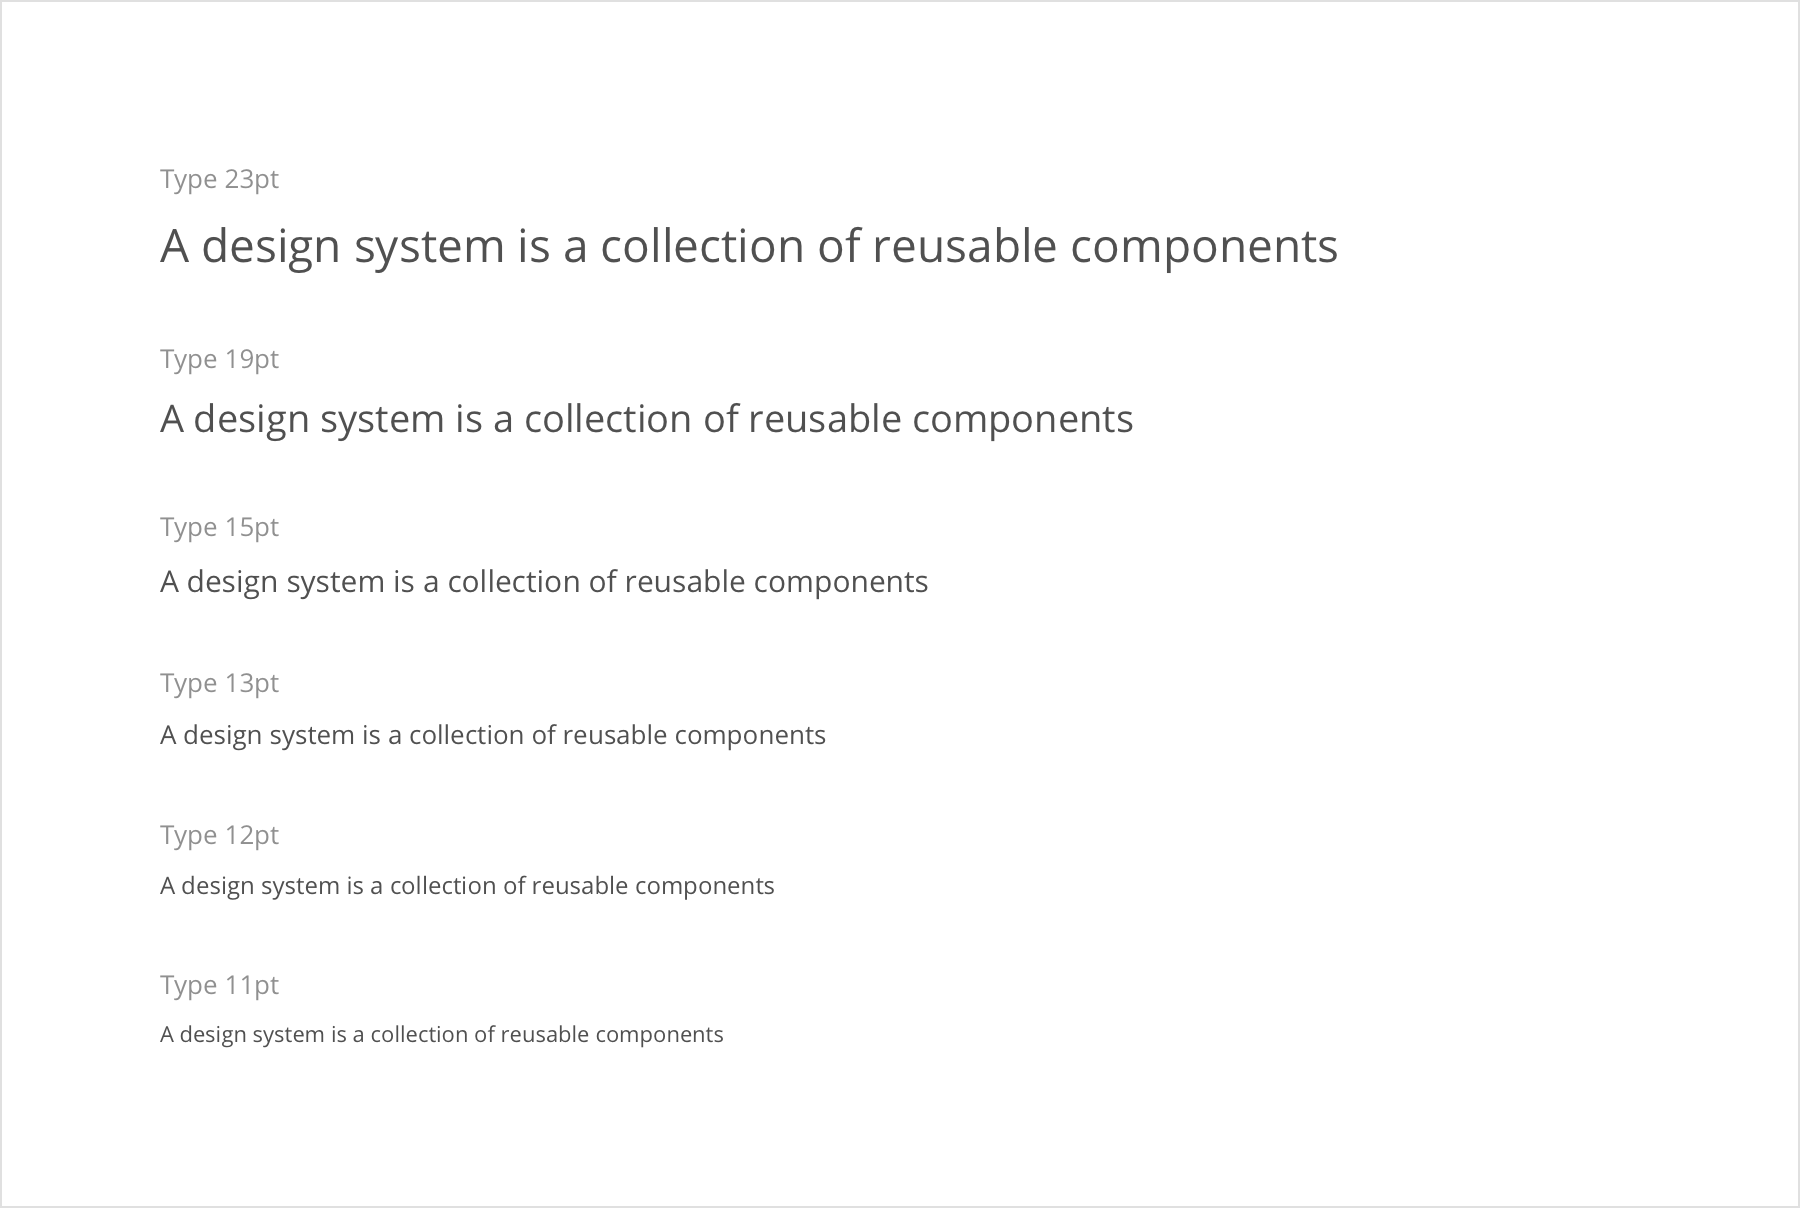 Type 23pt
A design system is a collection of reusable components
Type 19pt
A design system is a collection of reusable components
Type 15pt
A design system is a collection of reusable components
Type 13pt
A design system is a collection of reusable components
Type 12pt
A design system is a collection of reusable components
Type 11pt
A design system is a collection of reusable components